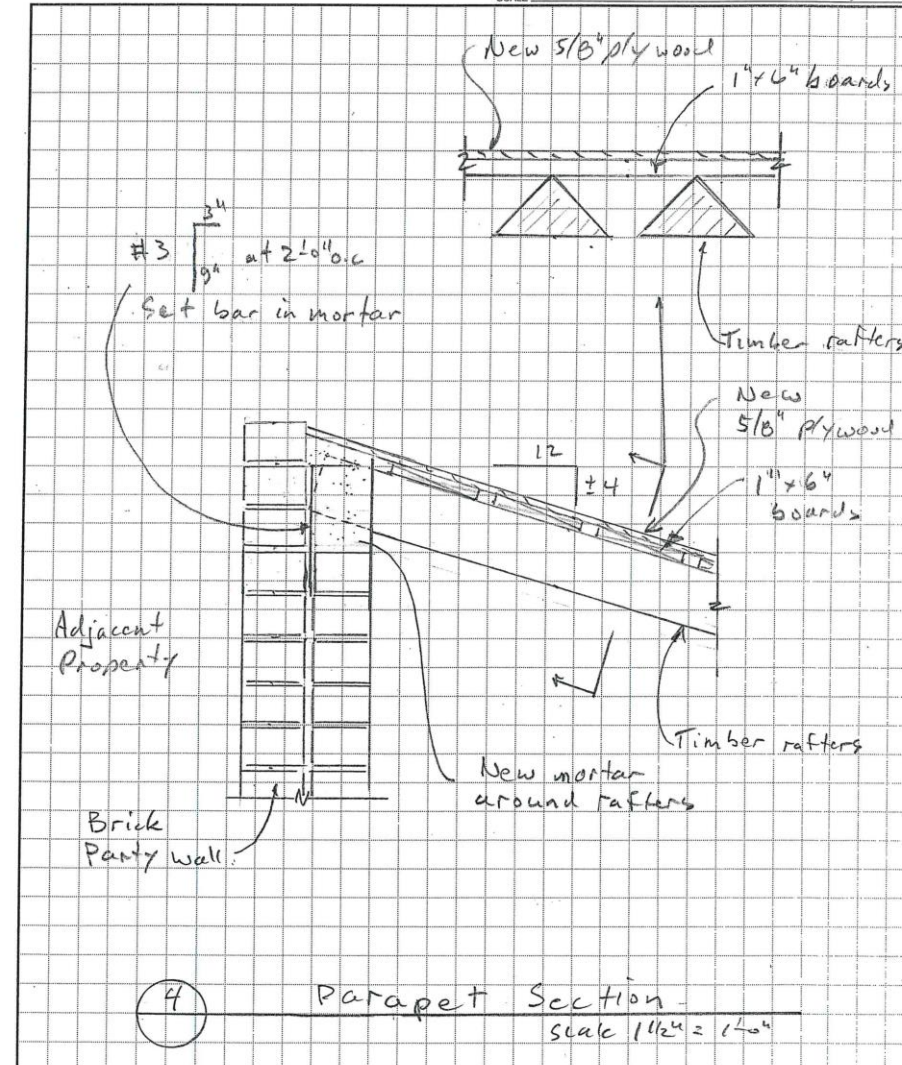 New 5/8" plywood
1"x6" boards
3"
#3
9"
at 2'-0" o.c
Set bar in mortar
Timber rafters
New
5/8" plywood
12
±4
1"x6"
boards
Adjacent
Property
Timber rafters
New mortar
around rafters
Brick
Party wall
4
Parapet Section
scale 1 1/2" = 1'-0"